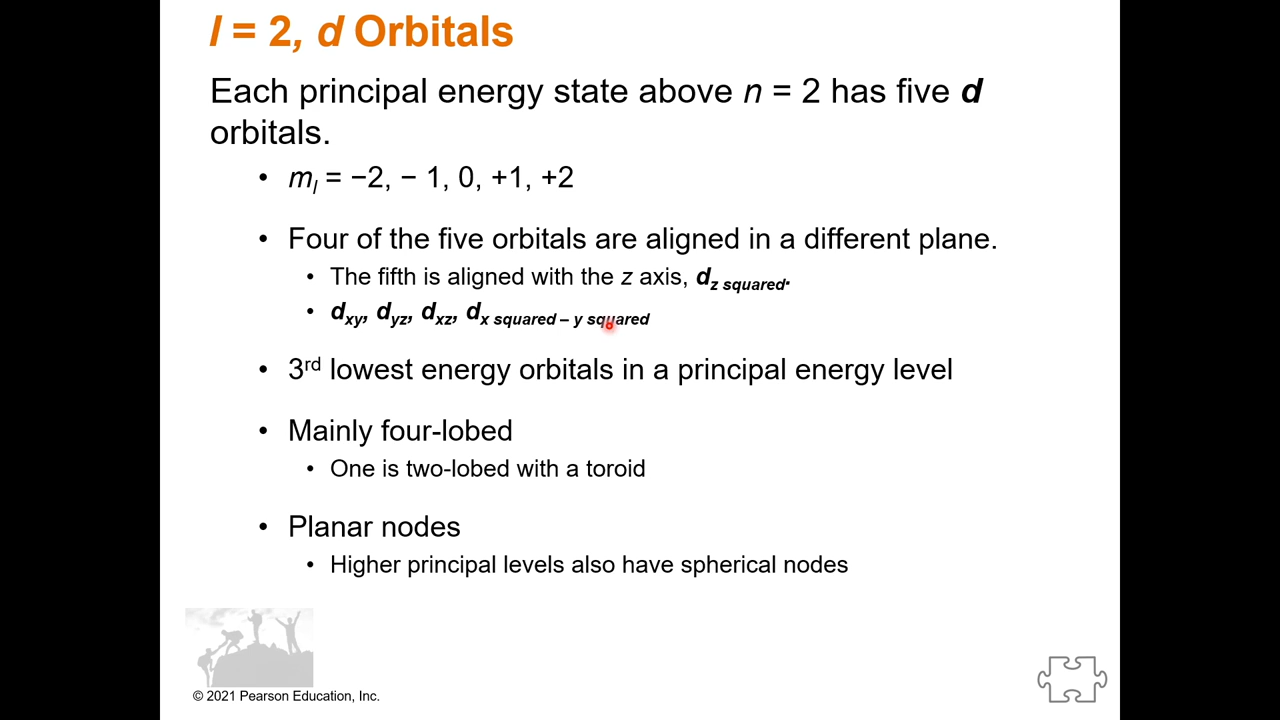 l = 2, d Orbitals
Each principal energy state above n = 2 has five d
orbitals.
• ml = −2, − 1, 0, +1, +2
• Four of the five orbitals are aligned in a different plane.
• The fifth is aligned with the z axis, dz squared.
• dxy, dyz, dxz, dx squared – y squared
• 3rd lowest energy orbitals in a principal energy level
• Mainly four-lobed
• One is two-lobed with a toroid
• Planar nodes
• Higher principal levels also have spherical nodes
© 2021 Pearson Education, Inc.